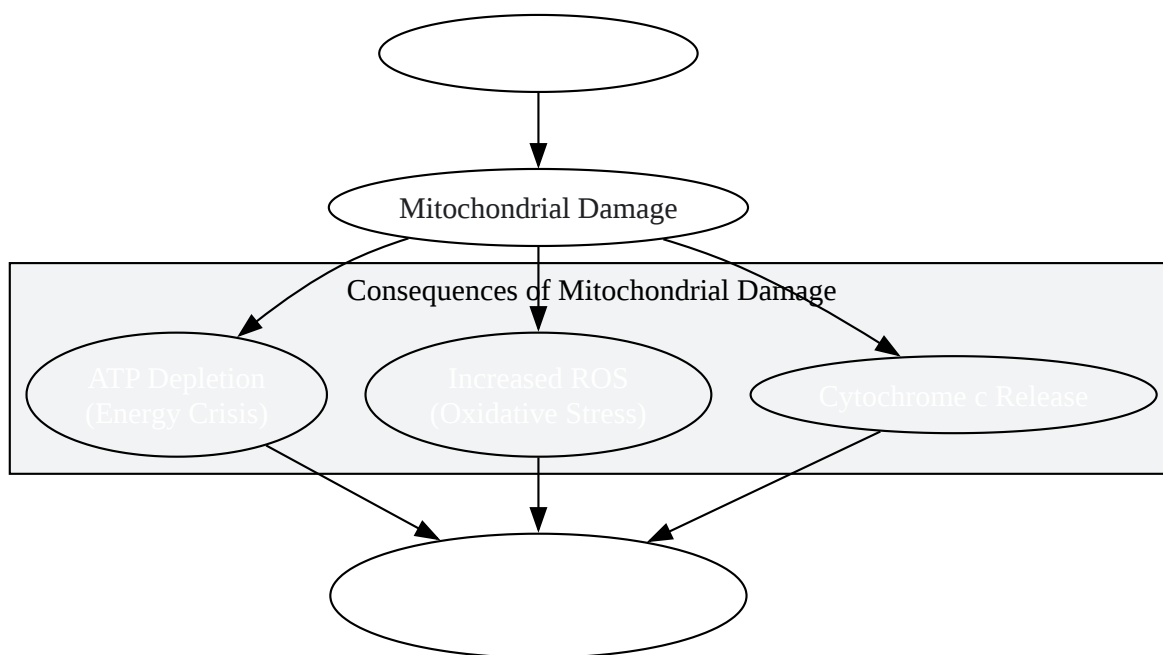 Mitochondrial Damage
Consequences of Mitochondrial Damage
ATP Depletion
(Energy Crisis)
Increased ROS
(Oxidative Stress)
Cytochrome c Release